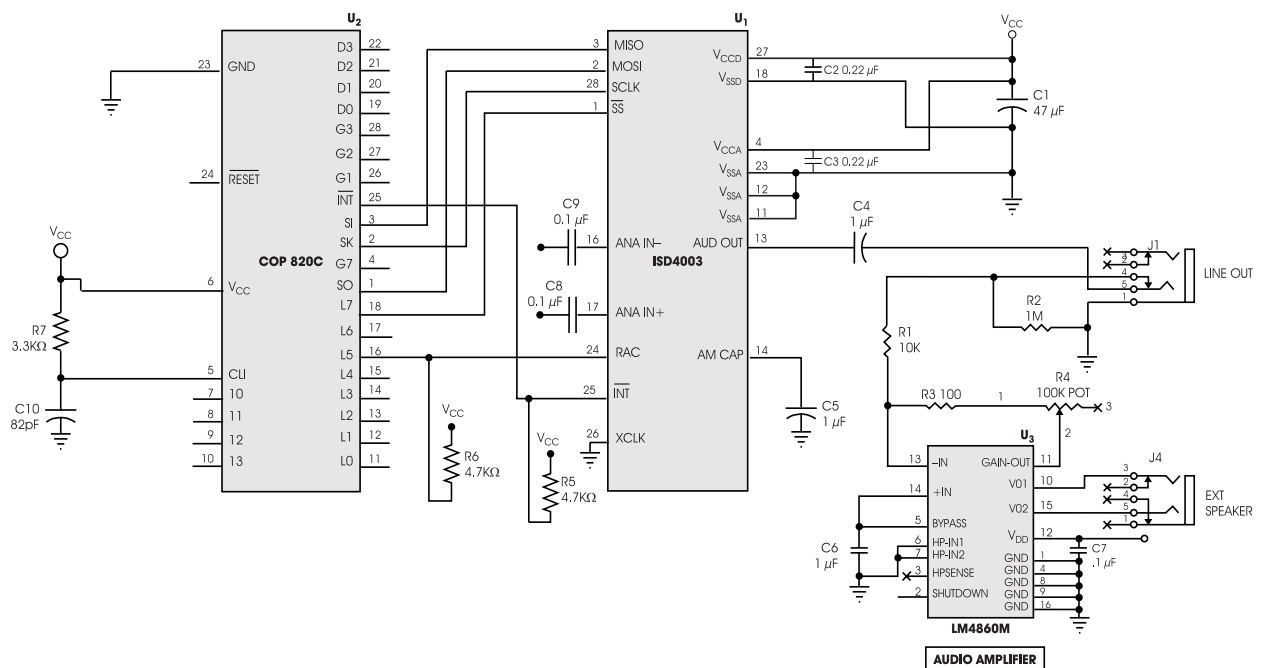 U2
COP 820C
23 GND
24 RESET
VCC
6 VCC
R7
3.3KΩ
5 CLI
C10
82pF
7 10
8 11
9 12
10 13
D3 22
D2 21
D1 20
D0 19
G3 28
G2 27
G1 26
INT 25
SI 3
SK 2
G7 4
SO 1
L7 18
L6 17
L5 16
L4 15
L3 14
L2 13
L1 12
L0 11
VCC
R6
4.7KΩ
VCC
R5
4.7KΩ
C9
0.1 µF
C8
0.1 µF
U1
ISD4003
3 MISO
2 MOSI
28 SCLK
1 SS
16 ANA IN–
17 ANA IN+
24 RAC
25 INT
26 XCLK
VCCD 27
VSSD 18
VCCA 4
VSSA 23
VSSA 12
VSSA 11
AUD OUT 13
AM CAP 14
C2 0.22 µF
C3 0.22 µF
VCC
C1
47 µF
C4
1 µF
C5
1 µF
J1
2
4
5
1
LINE OUT
R2
1M
R1
10K
R3 100
1
R4
100K POT
3
2
U3
13 –IN
14 +IN
5 BYPASS
6 HP-IN1
7 HP-IN2
3 HPSENSE
2 SHUTDOWN
GAIN-OUT 11
V01 10
V02 15
VDD 12
GND 1
GND 4
GND 8
GND 9
GND 16
C6
1 µF
C7
.1µF
J4
3
2
4
5
1
EXT
SPEAKER
LM4860M
AUDIO AMPLIFIER